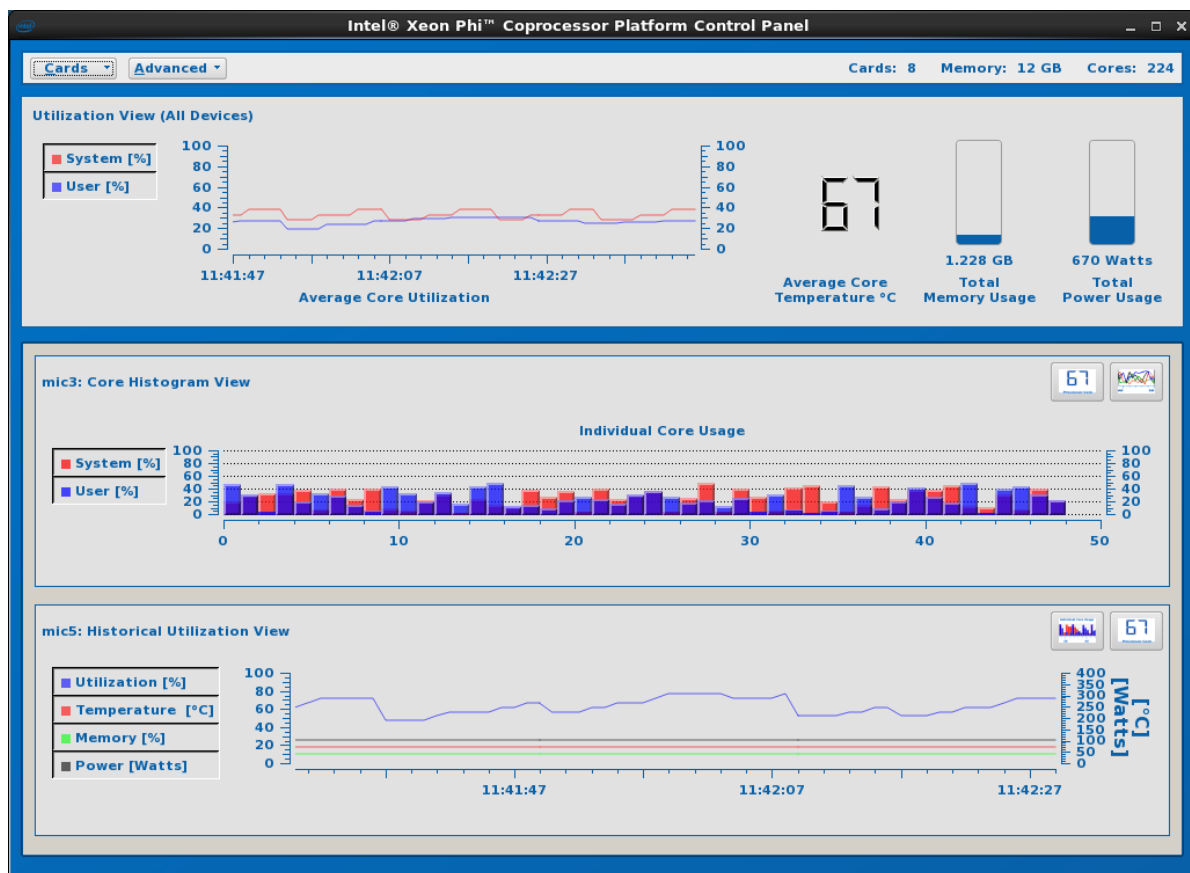 Intel® Xeon Phi™ Coprocessor Platform Control Panel
Cards Advanced Cards: 8 Memory: 12 GB Cores: 224
Utilization View (All Devices)
System [%]
User [%]
100 100
80 80
60 60
40 40
20 20
0 0
11:41:47 11:42:07 11:42:27
Average Core Utilization
67
Average Core
Temperature °C
1.228 GB
Total
Memory Usage
670 Watts
Total
Power Usage
mic3: Core Histogram View
67
Individual Core Usage
System [%]
User [%]
100 100
80 80
60 60
40 40
20 20
0 0
0 10 20 30 40 50
mic5: Historical Utilization View
67
Utilization [%]
Temperature [°C]
Memory [%]
Power [Watts]
100
80
60
40
20
0
400
350
300
250
200
150
100
50
0
[°C]
[Watts]
11:41:47 11:42:07 11:42:27